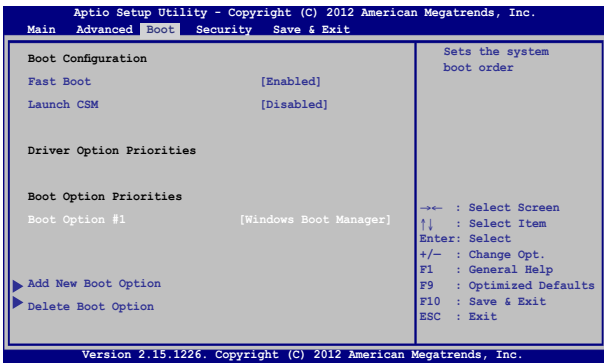 Aptio Setup Utility - Copyright (C) 2012 American Megatrends, Inc.
Main Advanced Boot Security Save & Exit
Boot Configuration
Fast Boot [Enabled]
Launch CSM [Disabled]
Driver Option Priorities
Boot Option Priorities
Boot Option #1 [Windows Boot Manager]
Add New Boot Option
Delete Boot Option
Sets the system
boot order
→← : Select Screen
↑↓ : Select Item
Enter: Select
+/— : Change Opt.
F1 : General Help
F9 : Optimized Defaults
F10 : Save & Exit
ESC : Exit
Version 2.15.1226. Copyright (C) 2012 American Megatrends, Inc.